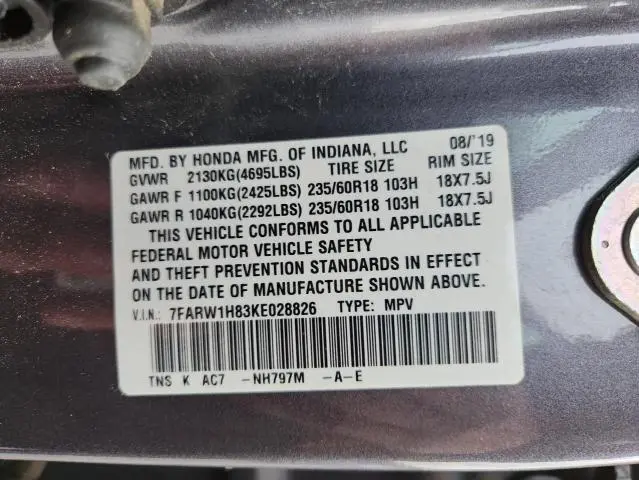 MFD. BY HONDA MFG. OF INDIANA, LLC 08/'19
GVWR 2130KG(4695LBS) TIRE SIZE RIM SIZE
GAWR F 1100KG(2425LBS) 235/60R18 103H 18X7.5J
GAWR R 1040KG(2292LBS) 235/60R18 103H 18X7.5J
THIS VEHICLE CONFORMS TO ALL APPLICABLE
FEDERAL MOTOR VEHICLE SAFETY
AND THEFT PREVENTION STANDARDS IN EFFECT
ON THE DATE OF MANUFACTURE SHOWN ABOVE.
V.I.N.: 7FARW1H83KE028826 TYPE: MPV
TNS K AC7 -NH797M -A-E